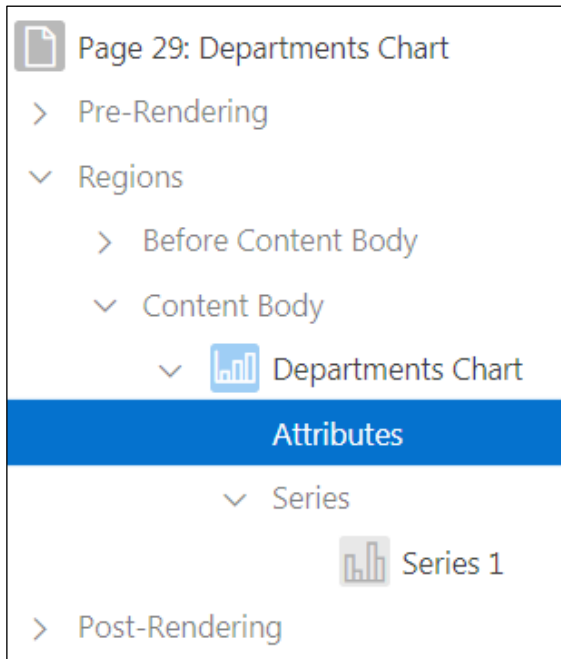 Page 29: Departments Chart
Pre-Rendering
Regions
Before Content Body
Content Body
Departments Chart
Attributes
Series
Series 1
Post-Rendering